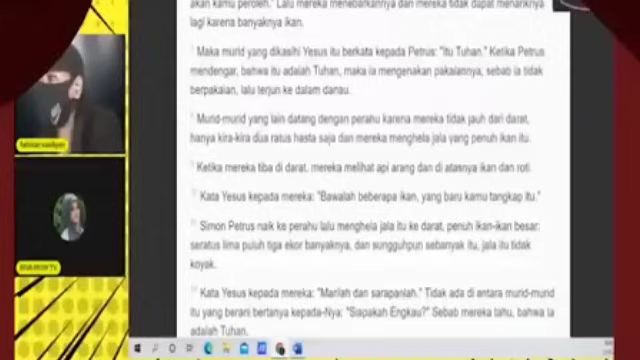 akan kamu peroleh." Lalu mereka menebarkannya dan mereka tidak dapat menariknya
lagi karena banyaknya ikan.
7 Maka murid yang dikasihi Yesus itu berkata kepada Petrus: "Itu Tuhan." Ketika Petrus
mendengar, bahwa itu adalah Tuhan, maka ia mengenakan pakaiannya, sebab ia tidak
berpakaian, lalu terjun ke dalam danau.
Murid-murid yang lain datang dengan perahu karena mereka tidak jauh dari darat,
hanya kira-kira dua ratus hasta saja dan mereka menghela jala yang penuh ikan itu.
Ketika mereka tiba di darat, mereka melihat api arang dan di atasnya ikan dan roti.
Kata Yesus kepada mereka: "Bawalah beberapa ikan, yang baru kamu tangkap itu."
Simon Petrus naik ke perahu lalu menghela jala itu ke darat, penuh ikan-ikan besar:
seratus lima puluh tiga ekor banyaknya, dan sungguhpun sebanyak itu, jala itu tidak
koyak.
Kata Yesus kepada mereka: "Marilah dan sarapanlah." Tidak ada di antara murid-murid
itu yang berani bertanya kepada-Nya: "Siapakah Engkau?" Sebab mereka tahu, bahwa Ia
adalah Tuhan.